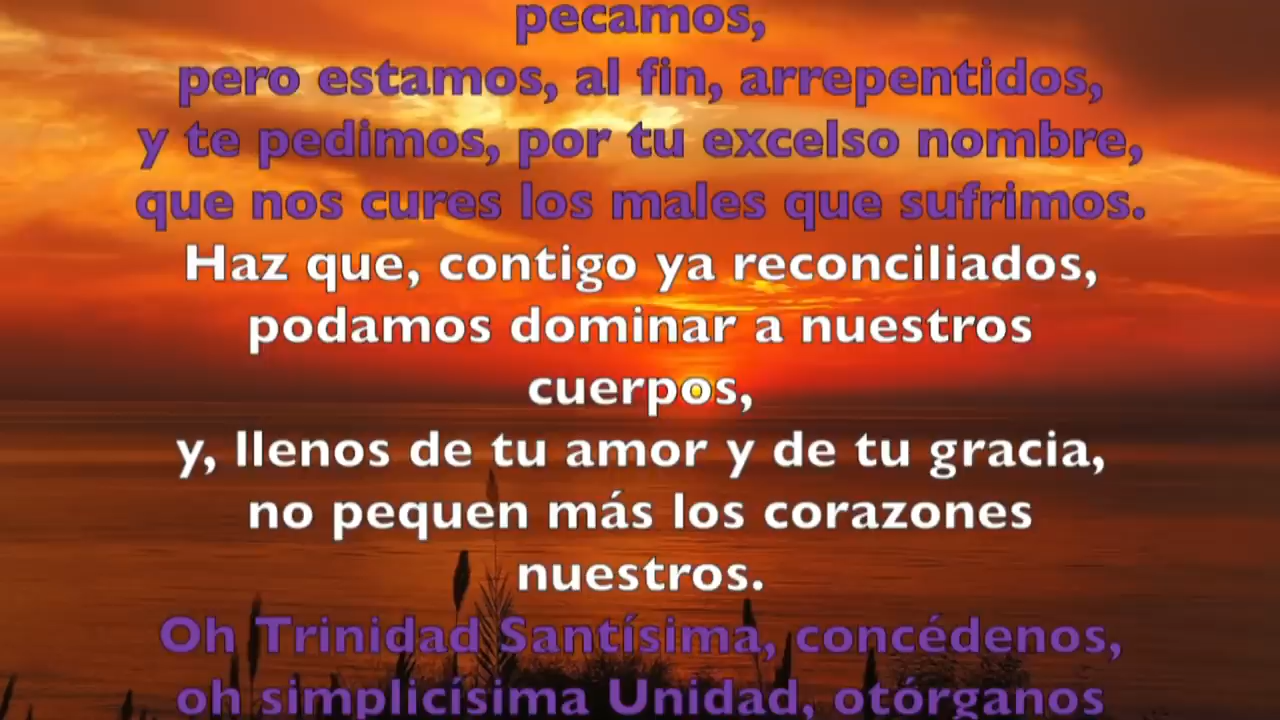 pecamos,
pero estamos, al fin, arrepentidos,
y te pedimos, por tu excelso nombre,
que nos cures los males que sufrimos.
Haz que, contigo ya reconciliados,
podamos dominar a nuestros
cuerpos,
y, llenos de tu amor y de tu gracia,
no pequen más los corazones
nuestros.
Oh Trinidad Santísima, concédenos,
oh simplicísima Unidad, otórganos